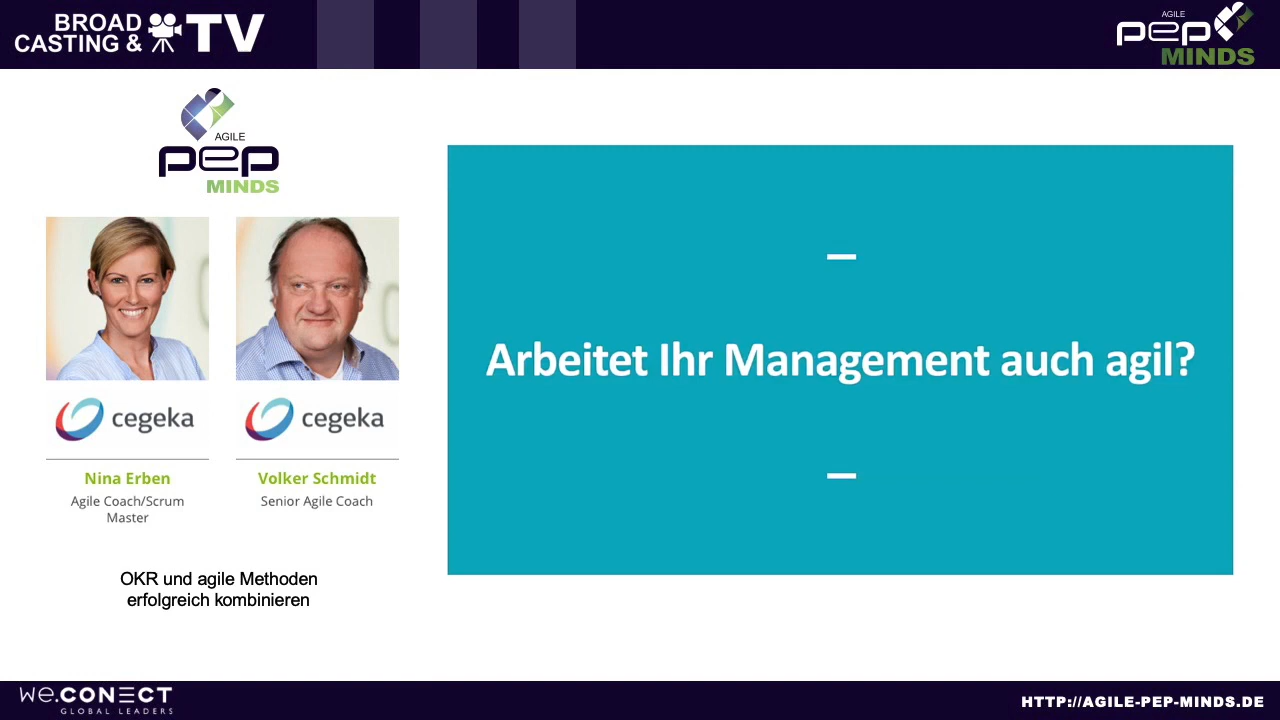 BROAD
CASTING & TV
AGILE
pep
MINDS
AGILE
pep
MINDS
cegeka
cegeka
Nina Erben
Agile Coach/Scrum
Master
Volker Schmidt
Senior Agile Coach
OKR und agile Methoden
erfolgreich kombinieren
–
Arbeitet Ihr Management auch agil?
–
we.CONECT
GLOBAL LEADERS
HTTP://AGILE-PEP-MINDS.DE